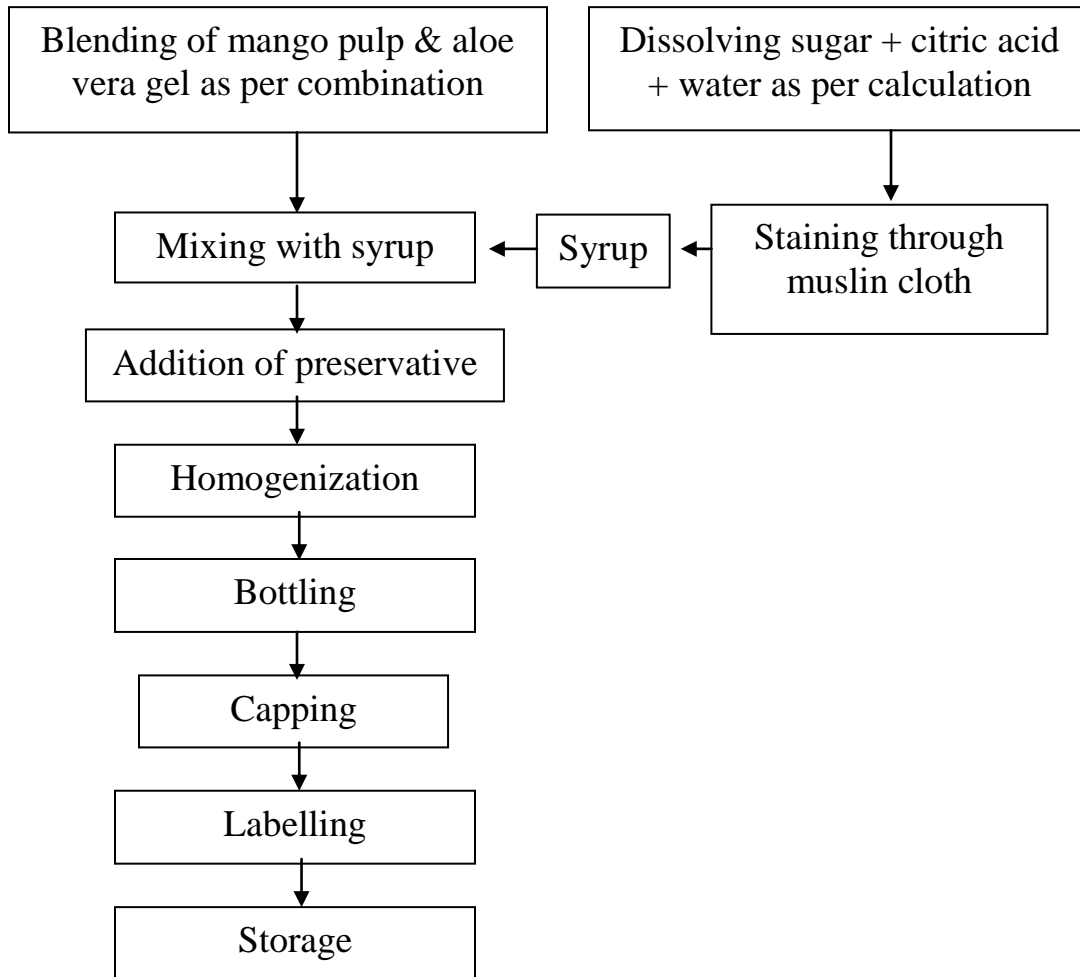 Blending of mango pulp & aloe
vera gel as per combination
Dissolving sugar + citric acid
+ water as per calculation
Mixing with syrup
Syrup
Staining through
muslin cloth
Addition of preservative
Homogenization
Bottling
Capping
Labelling
Storage